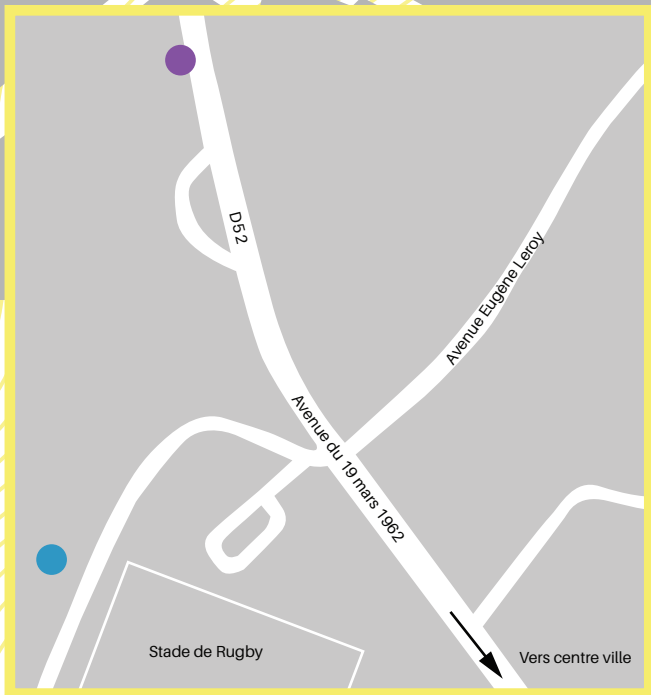 D52
Avenue Eugène Leroy
Avenue du 19 mars 1962
Stade de Rugby
Vers centre ville